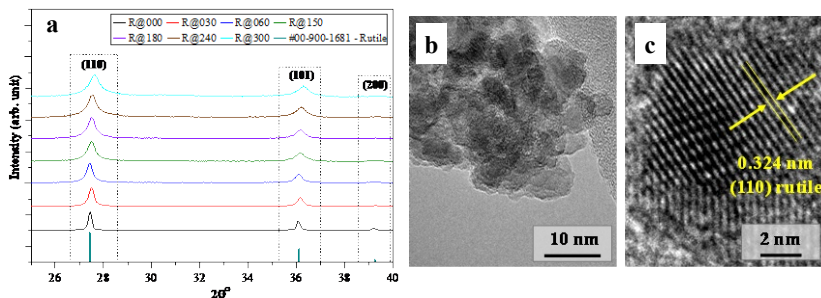 a
R@000 R@030 R@060 R@150
R@180 R@240 R@300 #00-900-1681 - Rutile
(110)
(101)
(200)
Intensity (arb. unit)
26 28 30 32 34 36 38 40
2Θ°
b
10 nm
c
0.324 nm
(110) rutile
2 nm